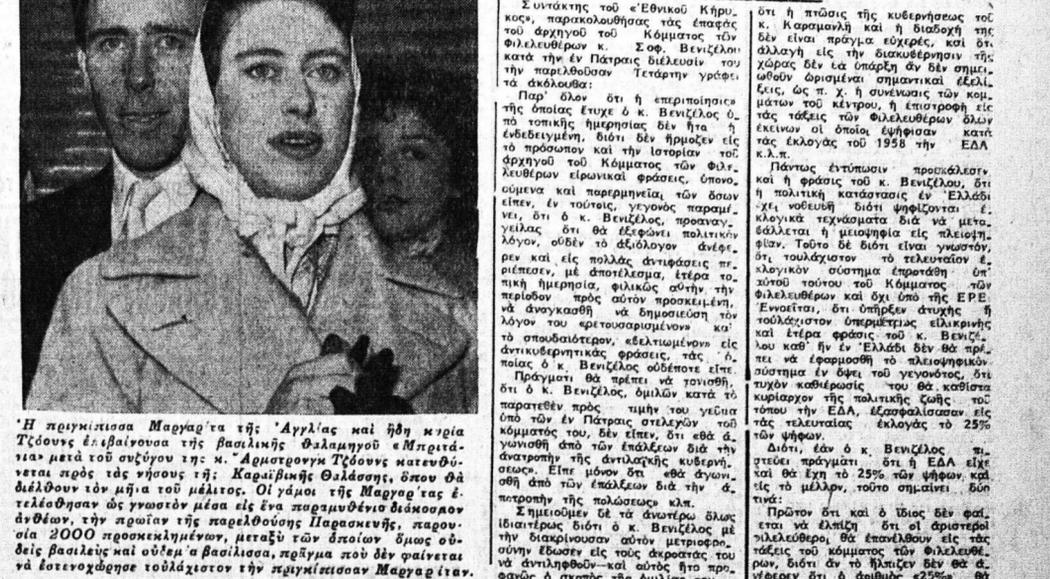 Ἡ πριγκίπισσα Μαργαρίτα τῆς Ἀγγλίας καὶ ἤδη κυρία
Τζόουνς ἐπιβαίνουσα τῆς βασιλικῆς θαλαμηγοῦ «Μπριτά-
νια» μετὰ τοῦ συζύγου της κ. Ἄρμστρονγκ Τζόουνς κατευθύ-
νεται πρὸς τὰς νήσους τῆς Καραϊβικῆς Θαλάσσης, ὅπου θὰ
διέλθουν τὸν μῆνα τοῦ μέλιτος. Οἱ γάμοι τῆς Μαργαρίτας ἐ-
τελέσθησαν ὡς γνωστὸν μέσα εἰς ἕνα παραμυθένιο διάκοσμον
ἀνθέων, τὴν πρωΐαν τῆς παρελθούσης Παρασκευῆς, παρου-
σίᾳ 2000 προσκεκλημένων, μεταξὺ τῶν ὁποίων ὅμως οὐ-
δεὶς βασιλεὺς καὶ οὐδεμία βασίλισσα, πρᾶγμα ποὺ δὲν φαίνεται
νὰ ἐστενοχώρησε τοὐλάχιστον τὴν πριγκίπισσαν Μαργαρίταν.
Συντάκτης τοῦ «Ἐθνικοῦ Κήρυ-
κος», παρακολουθήσας τὰς ἐπαφὰς
τοῦ ἀρχηγοῦ τοῦ Κόμματος τῶν
Φιλελευθέρων κ. Σοφ. Βενιζέλου
κατὰ τὴν ἐν Πάτραις διέλευσίν του
τὴν παρελθοῦσαν Τετάρτην γράφει
τὰ ἀκόλουθα:
Παρ' ὅλον ὅτι ἡ «περιποίησις»
τῆς ὁποίας ἔτυχε ὁ κ. Βενιζέλος ὑ-
πὸ τοπικῆς ἡμερησίας δὲν ἦτο ἡ
ἐνδεδειγμένη, διότι δὲν ἥρμοζεν εἰς
τὸ πρόσωπον καὶ τὴν ἱστορίαν τοῦ
ἀρχηγοῦ τοῦ Κόμματος τῶν Φιλε-
λευθέρων εἰρωνικαὶ φράσεις, ὑπονο-
ούμενα καὶ παρερμηνεῖαι τῶν ὅσων
εἶπεν, ἐν τούτοις, γεγονὸς παραμέ-
νει, ὅτι ὁ κ. Βενιζέλος, προαναγ-
γείλας ὅτι θὰ ἐξεφώνει πολιτικὸν
λόγον, οὐδὲν τὸ ἀξιόλογον ἀνέφε-
ρεν καὶ εἰς πολλὰς ἀντιφάσεις πε-
ριέπεσεν, μὲ ἀποτέλεσμα, ἑτέρα το-
πικὴ ἡμερησία, φιλικῶς αὐτὴν τὴν
περίοδον πρὸς αὐτὸν προσκειμένη,
νὰ ἀναγκασθῇ νὰ δημοσιεύσῃ τὸν
λόγον του «ρετουσαρισμένον» κα'
τὸ σπουδαιότερον, «βελτιωμένον» εἰς
ἀντικυβερνητικὰς φράσεις, τὰς ὁ-
ποίας ὁ κ. Βενιζέλος οὐδέποτε εἶπε.
Πράγματι θὰ πρέπει νὰ τονισθῇ,
ὅτι ὁ κ. Βενιζέλος, ὁμιλῶν κατὰ τὸ
παρατεθὲν πρὸς τιμήν του γεῦμα
ὑπὸ τῶν ἐν Πάτραις στελεχῶν τοῦ
κόμματός του, δὲν εἶπεν, ὅτι «θὰ ἀ-
γωνισθῇ ἀπὸ τῶν ἐπάλξεων διὰ τὴν
ἀνατροπὴν τῆς ἀντιλαϊκῆς κυβερνή-
σεως». Εἶπε μόνον ὅτι «θὰ ἀγωνι-
σθῇ ἀπὸ τῶν ἐπάλξεων διὰ τὴν ἀ-
ποτροπὴν τῆς πολώσεως» κλπ.
Σημειοῦμεν δὲ τὰ ἀνωτέρω ὅλως
ἰδιαιτέρως διότι ὁ κ. Βενιζέλος μὲ
τὴν διακρίνουσαν αὐτὸν μετριοφρο-
σύνην ἔδωσεν εἰς τοὺς ἀκροατάς του
νὰ ἀντιληφθοῦν—καὶ αὐτὸς ἦτο προ-
φανῶς ὁ σκοπὸς τῆς ὁμιλίας του—
ὅτι ἡ πτῶσις τῆς κυβερνήσεως τοῦ
κ. Καραμανλῆ καὶ ἡ διαδοχή της
δὲν εἶναι πρᾶγμα εὐχερές, καὶ ὅτι
ἀλλαγὴ εἰς τὴν διακυβέρνησιν τῆς
χώρας δὲν θὰ ὑπάρξῃ ἂν δὲν σημει-
ωθοῦν ὡρισμέναι σημαντικαὶ ἐξελί-
ξεις, ὡς π. χ. ἡ συνένωσις τῶν κομ-
μάτων τοῦ κέντρου, ἡ ἐπιστροφὴ εἰς
τὰς τάξεις τῶν Φιλελευθέρων ὅλων
ἐκείνων οἱ ὁποῖοι ἐψήφισαν κατὰ
τὰς ἐκλογὰς τοῦ 1958 τὴν ΕΔΑ
κ.λ.π.
Πάντως ἐντύπωσιν προεκάλεσεν
καὶ ἡ φράσις τοῦ κ. Βενιζέλου, ὅτι
ἡ πολιτικὴ κατάστασις ἐν Ἑλλάδι
ἔχει νοθευθῆ διότι ψηφίζονται ἐ-
κλογικὰ τεχνάσματα διὰ νὰ μετα-
βάλλεται ἡ μειοψηφία εἰς πλειοψη-
φίαν. Τοῦτο δὲ διότι εἶναι γνωστόν,
ὅτι τοὐλάχιστον τὸ τελευταῖον ἐ-
κλογικὸν σύστημα ἐπροτάθη ὑπ'
αὐτοῦ τούτου τοῦ Κόμματος τῶν
Φιλελευθέρων καὶ ὄχι ὑπὸ τῆς Ε.Ρ.Ε.
Ἐννοεῖται, ὅτι ὑπῆρξεν ἀτυχὴς ἢ
τοὐλάχιστον ὑπερμέτρως εἰλικρινὴς
καὶ ἑτέρα φράσις τοῦ κ. Βενιζέ-
λου καθ' ἣν ἐν Ἑλλάδι δὲν θὰ πρέ-
πει νὰ ἐφαρμοσθῇ τὸ πλειοψηφικὸν
σύστημα ἐν ὄψει τοῦ γεγονότος, ὅτι
τυχὸν καθιέρωσίς του θὰ καθίστα
κυρίαρχον τῆς πολιτικῆς ζωῆς τοῦ
τόπου τὴν ΕΔΑ, ἐξασφαλίσασαν εἰς
τὰς τελευταίας ἐκλογὰς τὸ 25%
τῶν ψήφων.
Διότι, ἐὰν ὁ κ. Βενιζέλος πι-
στεύει πράγματι ὅτι ἡ ΕΔΑ εἶχε
καὶ θὰ ἔχῃ τὸ 25% τῶν ψήφων καὶ
εἰς τὸ μέλλον, τοῦτο σημαίνει δύο
τινά:
Πρῶτον ὅτι καὶ ὁ ἴδιος δὲν φαί-
εται νὰ ἐλπίζῃ ὅτι οἱ ἀριστεροὶ
φιλελεύθεροι θὰ ἐπανέλθουν εἰς τὰς
τάξεις τοῦ κόμματος τῶν Φιλελευθέ-
ρων, διότι ἂν τὸ ἤλπιζεν δὲν θὰ ἀ-
νέφερεν ὅτι ὁ ἀριθμὸς «25%» θὰ